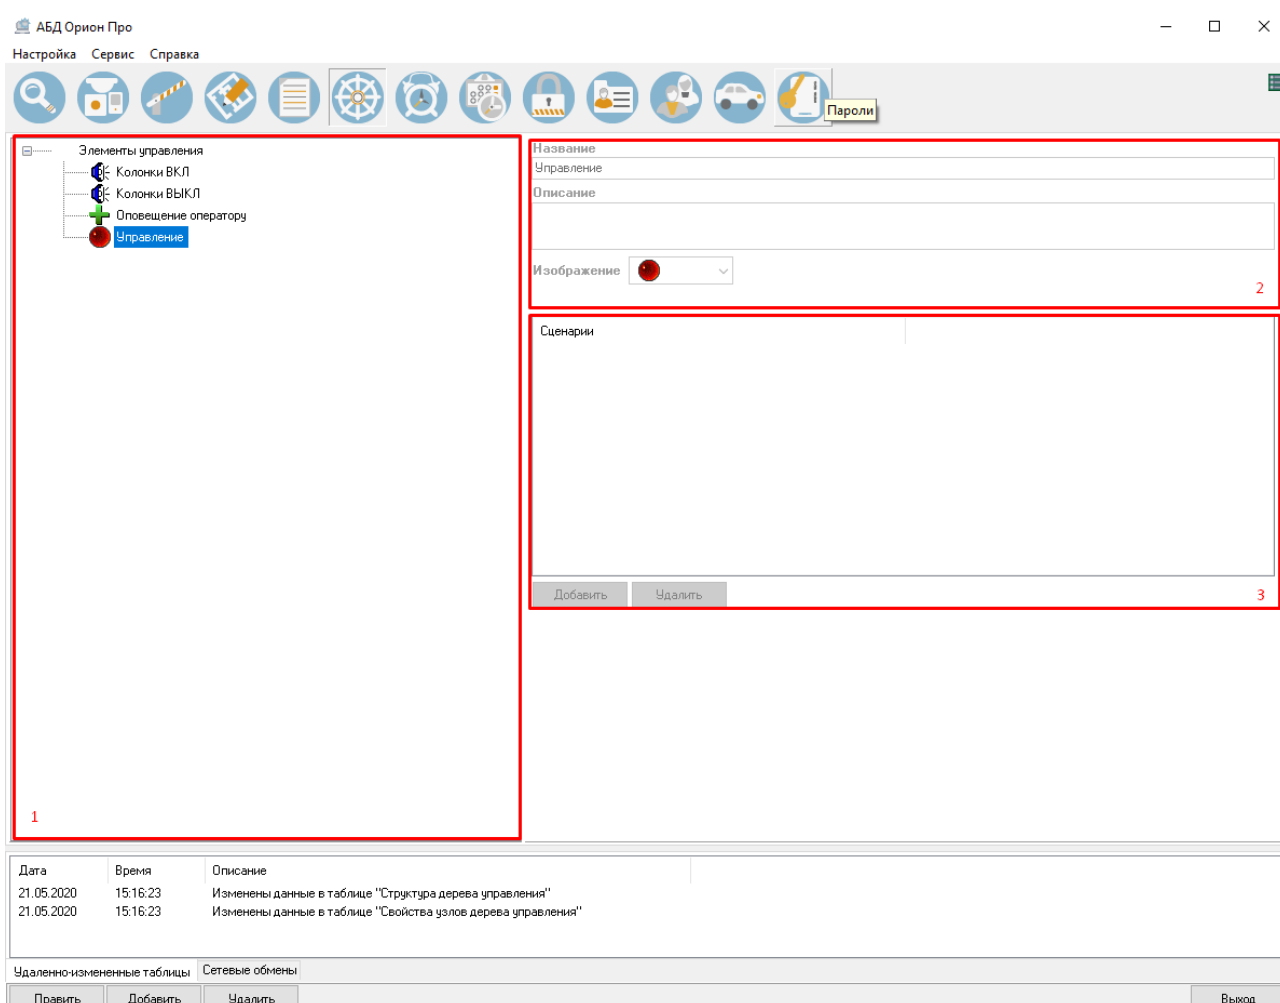 АБД Орион Про
Настройка Сервис Справка
Пароли
Элементы управления
Колонки ВКЛ
Колонки ВЫКЛ
Оповещение оператору
Управление
1
Название
Управление
Описание
Изображение
2
Сценарии
Добавить Удалить
3
Дата Время Описание
21.05.2020 15:16:23 Изменены данные в таблице "Структура дерева управления"
21.05.2020 15:16:23 Изменены данные в таблице "Свойства узлов дерева управления"
Удаленно-измененные таблицы Сетевые обмены
Править Добавить Удалить Выход